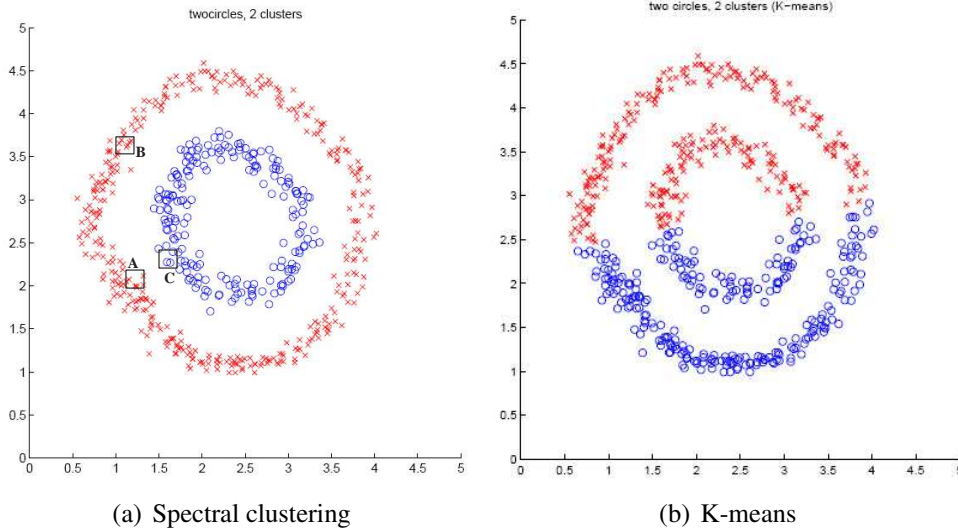 twocircles, 2 clusters
5
4.5
4
3.5
3
2.5
2
1.5
1
0.5
0
0 0.5 1 1.5 2 2.5 3 3.5 4 4.5 5
B
A
C
(a) Spectral clustering
two circles, 2 clusters (K-means)
5
4.5
4
3.5
3
2.5
2
1.5
1
0.5
0
0 0.5 1 1.5 2 2.5 3 3.5 4 4.5 5
(b) K-means